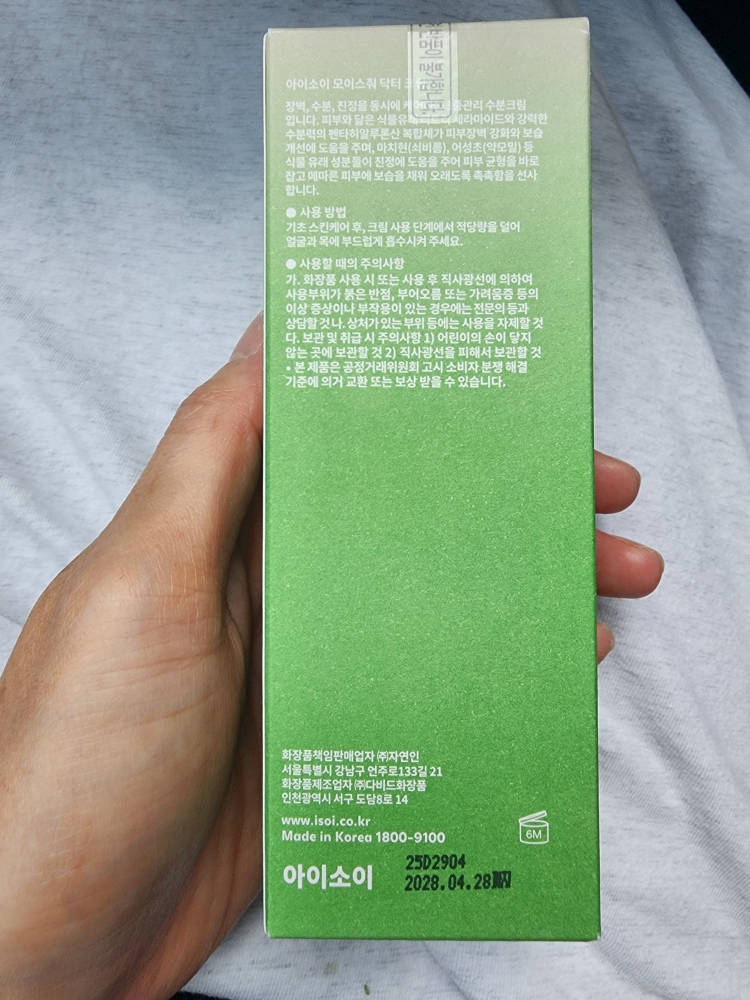 아이소이 모이스춰 닥터
장벽, 수분, 진정을 동시에 수분크림
입니다. 피부와 닮은 식물유래 세라마이드와 강력한
수분력의 펜타히알루론산 복합체가 피부장벽 강화와 보습
개선에 도움을 주며, 마치현(쇠비름), 어성초(약모밀) 등
식물 유래 성분들이 진정에 도움을 주어 피부 균형을 바로
잡고 메마른 피부에 보습을 채워 오래도록 촉촉함을 선사
합니다.
● 사용 방법
기초 스킨케어 후, 크림 사용 단계에서 적당량을 덜어
얼굴과 목에 부드럽게 흡수시켜 주세요.
● 사용할 때의 주의사항
가. 화장품 사용 시 또는 사용 후 직사광선에 의하여
사용부위가 붉은 반점, 부어오름 또는 가려움증 등의
이상 증상이나 부작용이 있는 경우에는 전문의 등과
상담할 것 나. 상처가 있는 부위 등에는 사용을 자제할 것
다. 보관 및 취급 시 주의사항 1) 어린이의 손이 닿지
않는 곳에 보관할 것 2) 직사광선을 피해서 보관할 것
• 본 제품은 공정거래위원회 고시 소비자 분쟁 해결
기준에 의거 교환 또는 보상 받을 수 있습니다.
화장품책임판매업자 ㈜자연인
서울특별시 강남구 언주로133길 21
화장품제조업자 ㈜다비드화장품
인천광역시 서구 도담8로 14
www.isoi.co.kr
Made in Korea 1800-9100
6M
아이소이
25D2904
2028.04.28까지